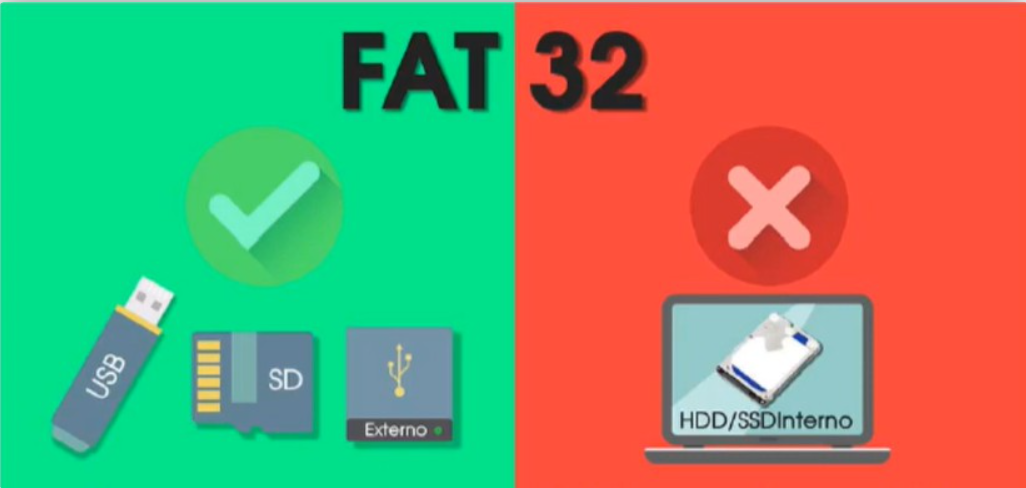 FAT 32
USB
SD
Externo
HDD/SSDInterno